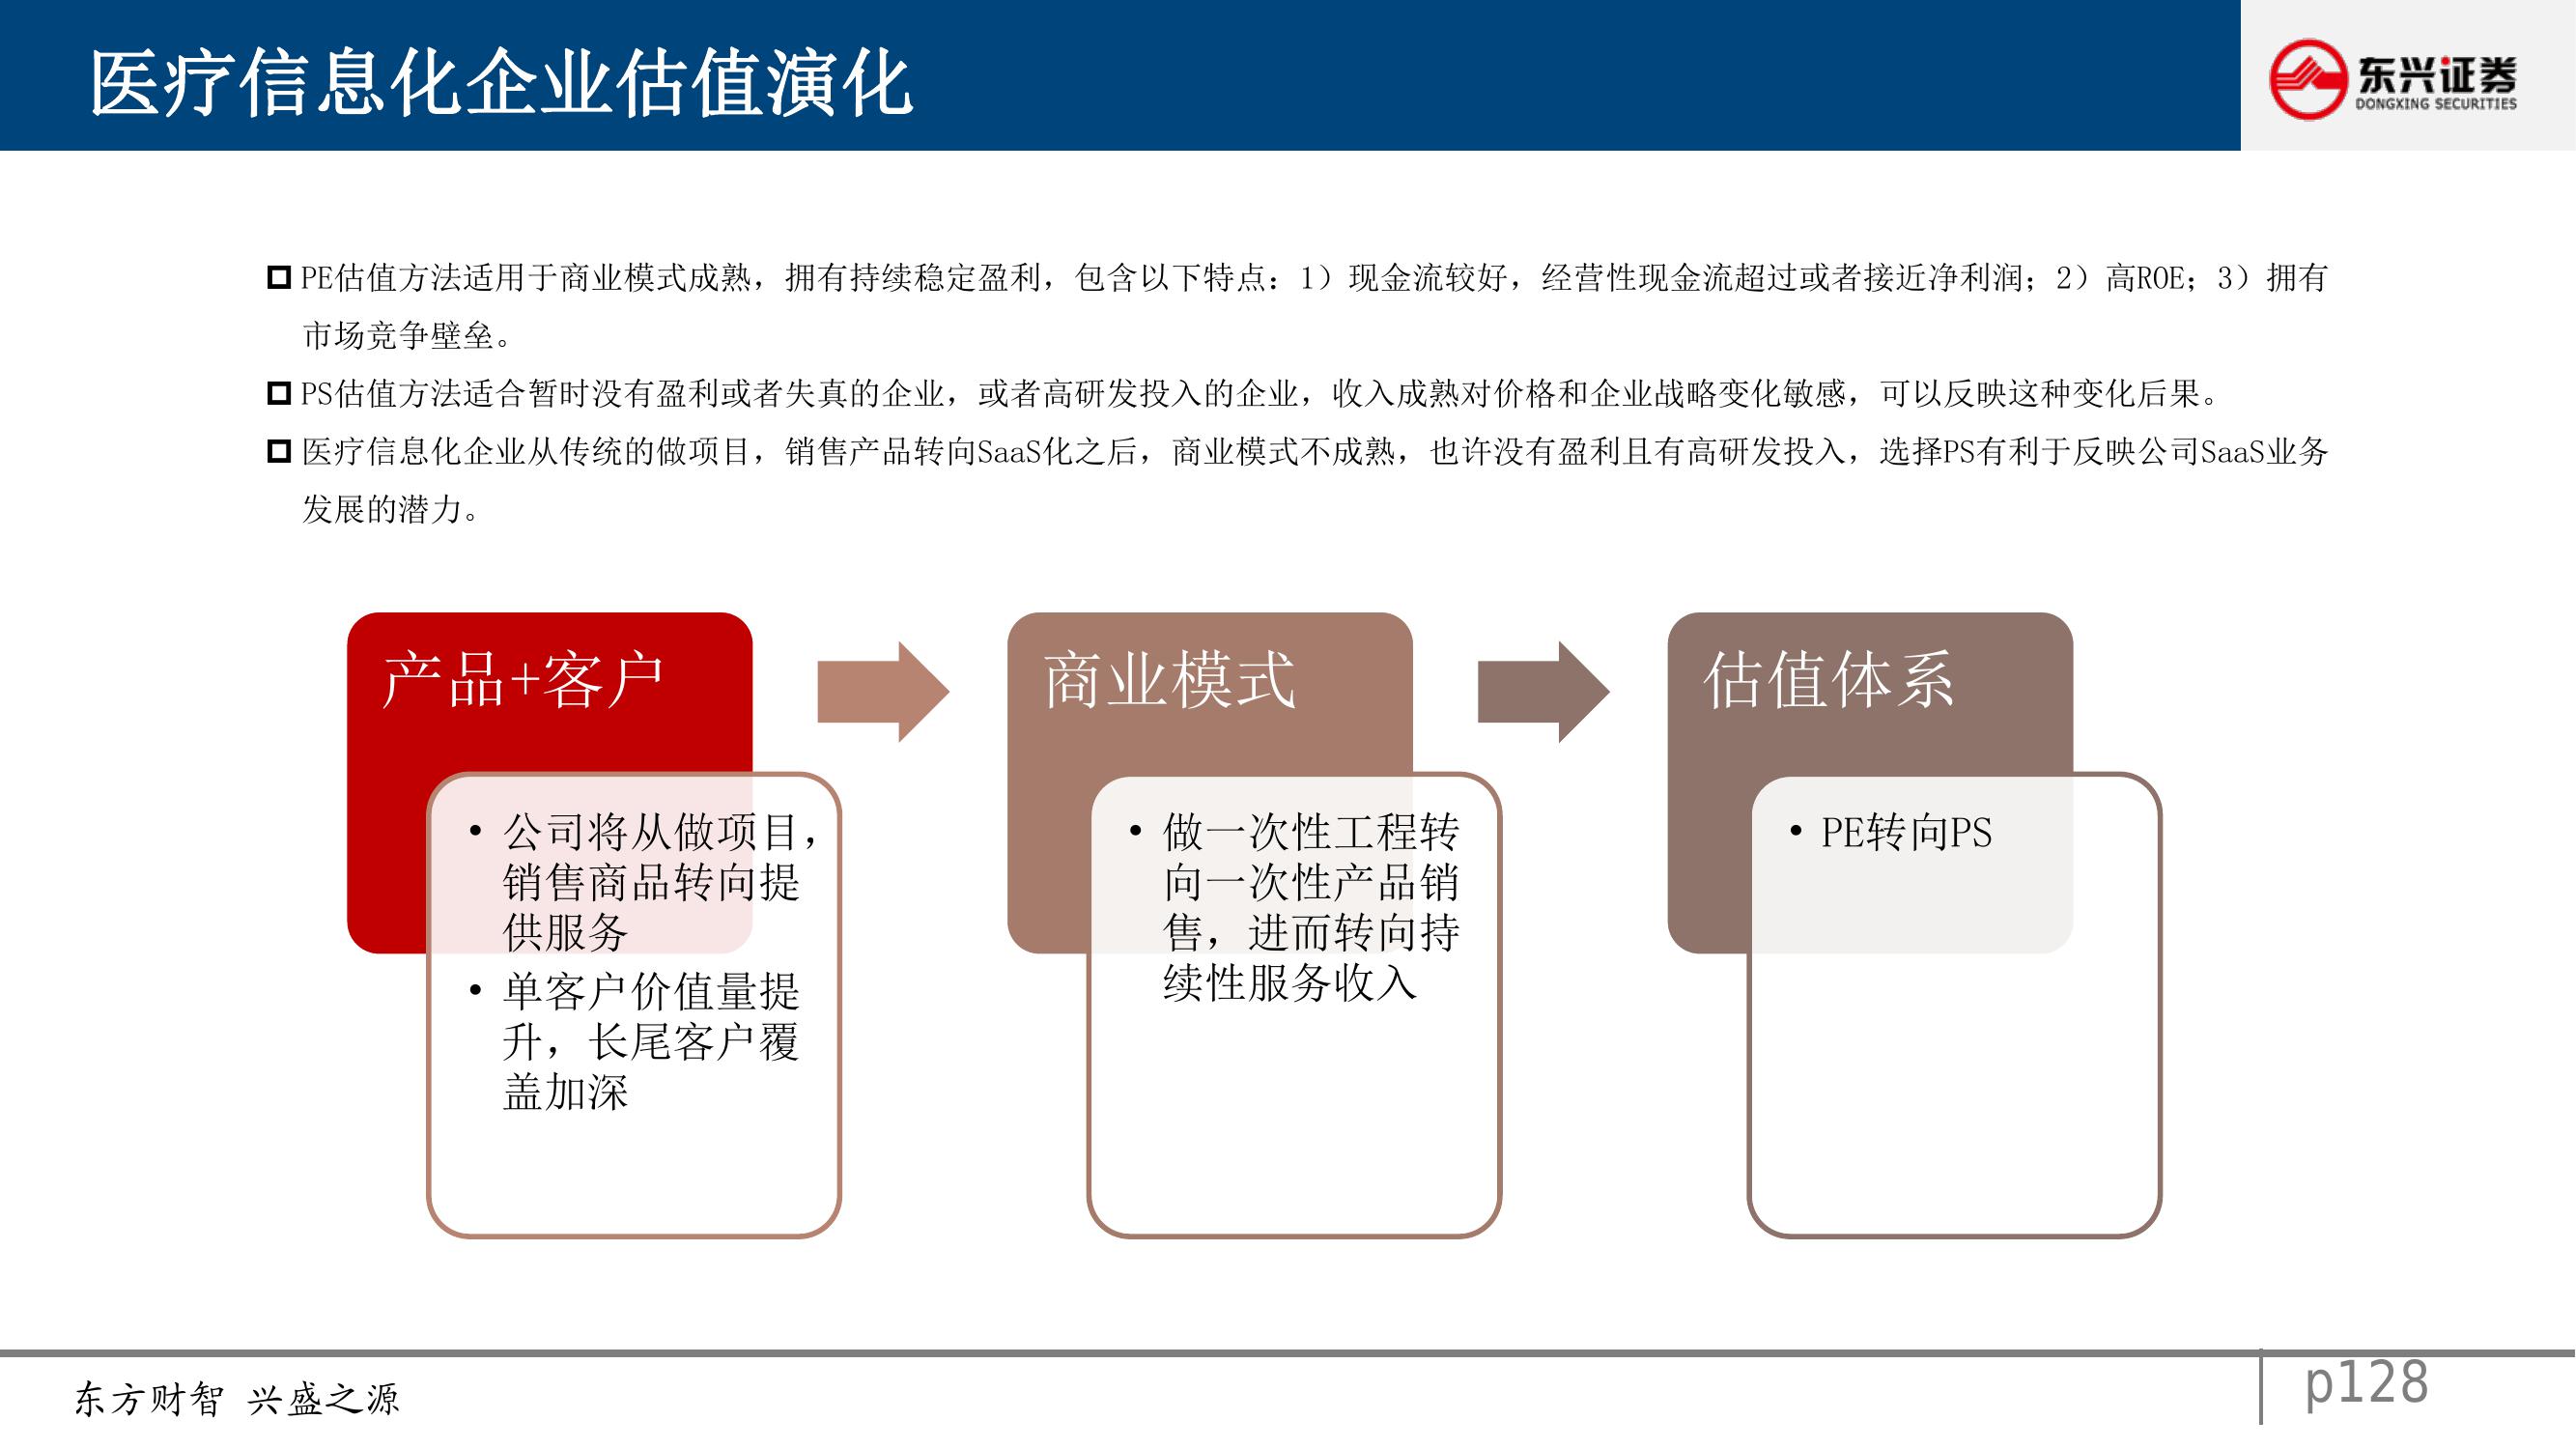 医疗信息化企业估值演化
东兴证券
DONGXING SECURITIES
PE估值方法适用于商业模式成熟，拥有持续稳定盈利，包含以下特点：1）现金流较好，经营性现金流超过或者接近净利润；2）高ROE；3）拥有
市场竞争壁垒。
PS估值方法适合暂时没有盈利或者失真的企业，或者高研发投入的企业，收入成熟对价格和企业战略变化敏感，可以反映这种变化后果。
医疗信息化企业从传统的做项目，销售产品转向SaaS化之后，商业模式不成熟，也许没有盈利且有高研发投入，选择PS有利于反映公司SaaS业务
发展的潜力。
产品+客户
• 公司将从做项目，
销售商品转向提
供服务
• 单客户价值量提
升，长尾客户覆
盖加深
商业模式
• 做一次性工程转
向一次性产品销
售，进而转向持
续性服务收入
估值体系
• PE转向PS
东方财智 兴盛之源
p128